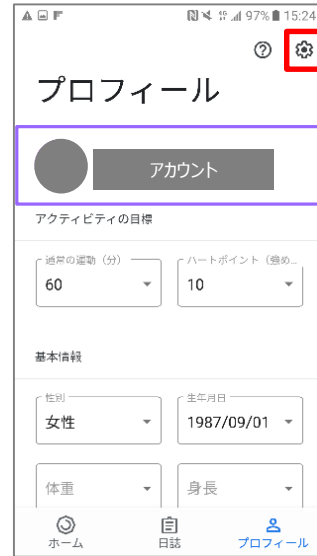 97% 15:24
プロフィール
アカウント
アクティビティの目標
通常の運動（分）
ハートポイント（強め…
60
10
基本情報
性別
生年月日
女性
1987/09/01
体重
身長
ホーム
日誌
プロフィール